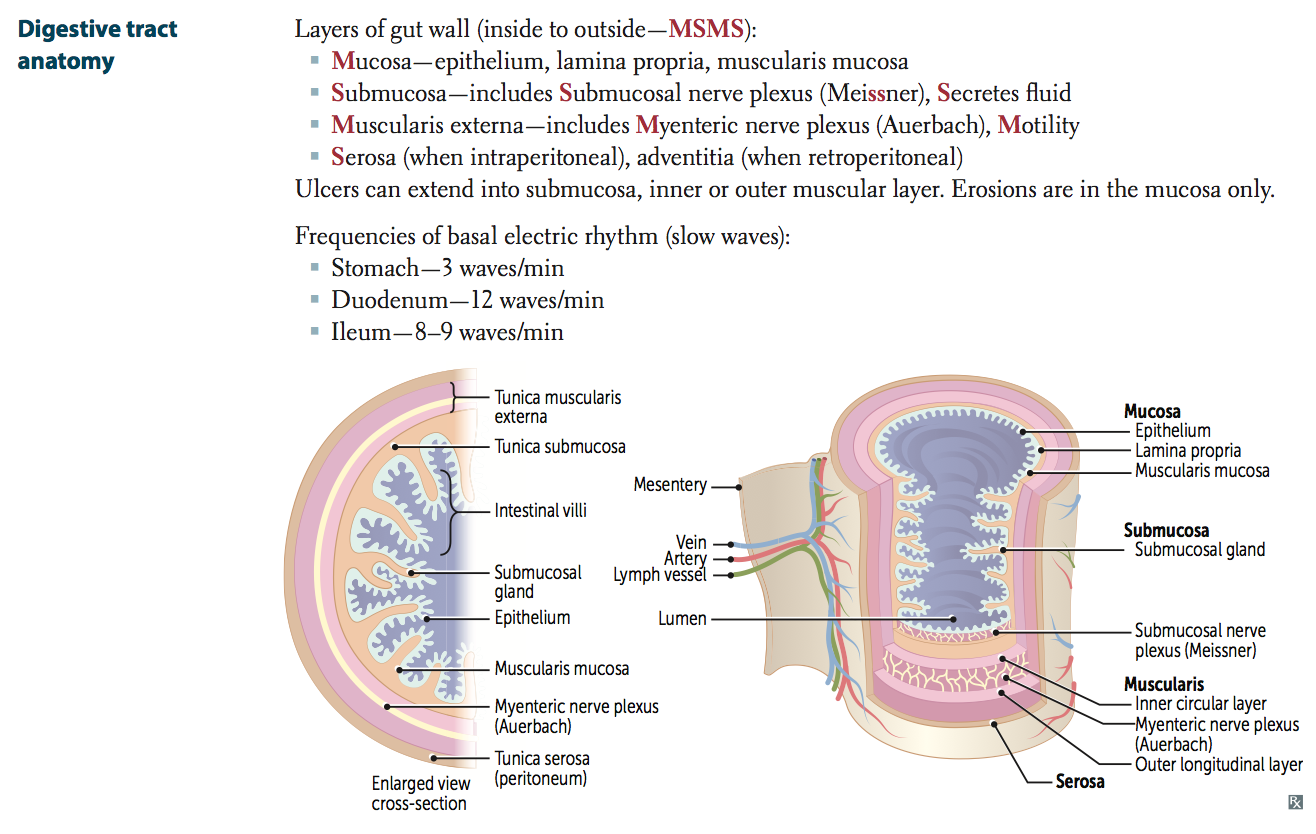 Digestive tract
anatomy
Layers of gut wall (inside to outside—MSMS):
▪ Mucosa—epithelium, lamina propria, muscularis mucosa
▪ Submucosa—includes Submucosal nerve plexus (Meissner), Secretes fluid
▪ Muscularis externa—includes Myenteric nerve plexus (Auerbach), Motility
▪ Serosa (when intraperitoneal), adventitia (when retroperitoneal)
Ulcers can extend into submucosa, inner or outer muscular layer. Erosions are in the mucosa only.
Frequencies of basal electric rhythm (slow waves):
▪ Stomach—3 waves/min
▪ Duodenum—12 waves/min
▪ Ileum—8–9 waves/min
Tunica muscularis
externa
Tunica submucosa
Intestinal villi
Submucosal
gland
Epithelium
Muscularis mucosa
Myenteric nerve plexus
(Auerbach)
Tunica serosa
(peritoneum)
Enlarged view
cross-section
Mesentery
Vein
Artery
Lymph vessel
Lumen
Mucosa
Epithelium
Lamina propria
Muscularis mucosa
Submucosa
Submucosal gland
Submucosal nerve
plexus (Meissner)
Muscularis
Inner circular layer
Myenteric nerve plexus
(Auerbach)
Outer longitudinal layer
Serosa
Rx